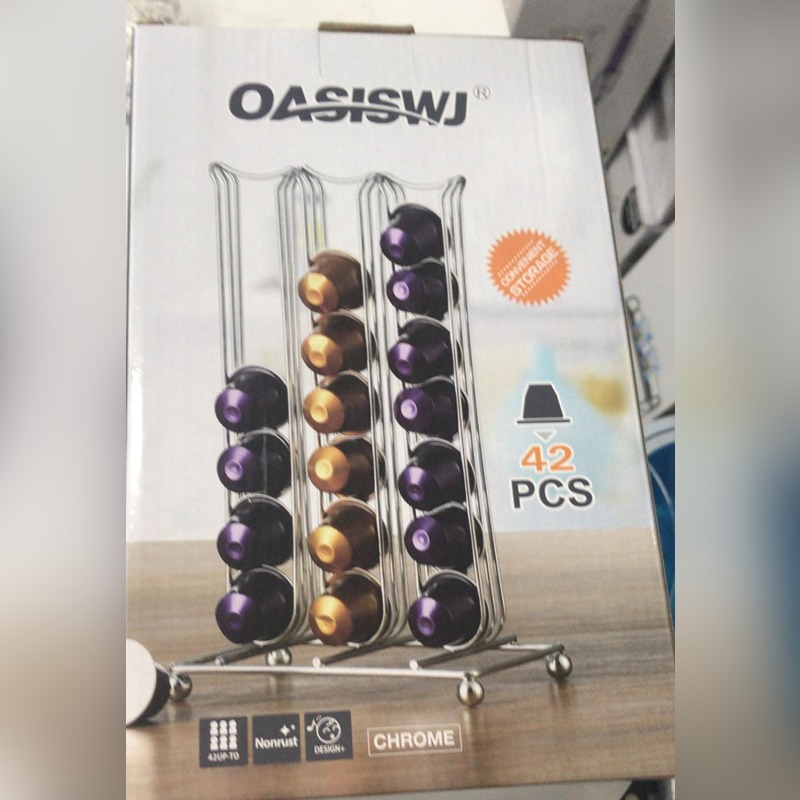 OASISWJ®
CONVENIENT
STORAGE
42
PCS
42UP-TO
Nonrust
DESIGN+
CHROME